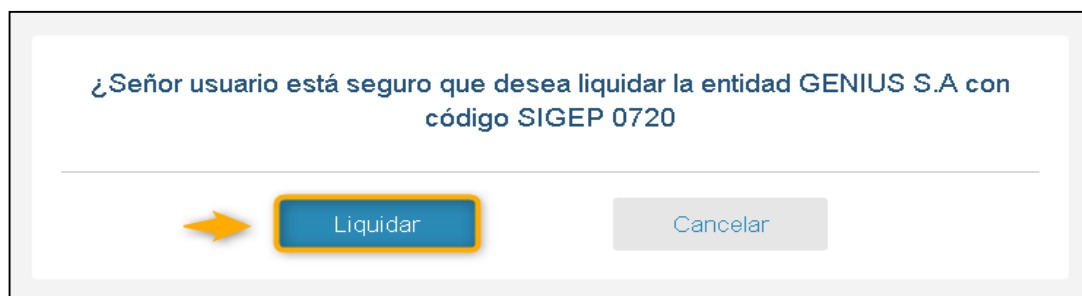 ¿Señor usuario está seguro que desea liquidar la entidad GENIUS S.A con
código SIGEP 0720
Liquidar
Cancelar